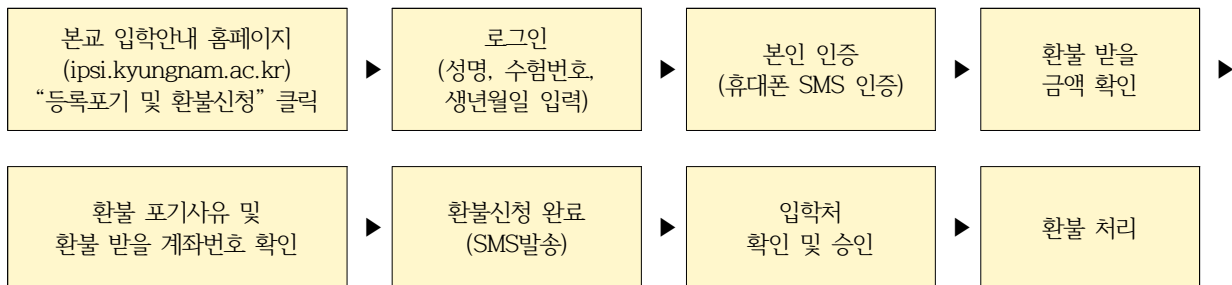 본교 입학안내 홈페이지
(ipsi.kyungnam.ac.kr)
“등록포기 및 환불신청” 클릭
▶
로그인
(성명, 수험번호,
생년월일 입력)
▶
본인 인증
(휴대폰 SMS 인증)
▶
환불 받을
금액 확인
▶
환불 포기사유 및
환불 받을 계좌번호 확인
▶
환불신청 완료
(SMS발송)
▶
입학처
확인 및 승인
▶
환불 처리